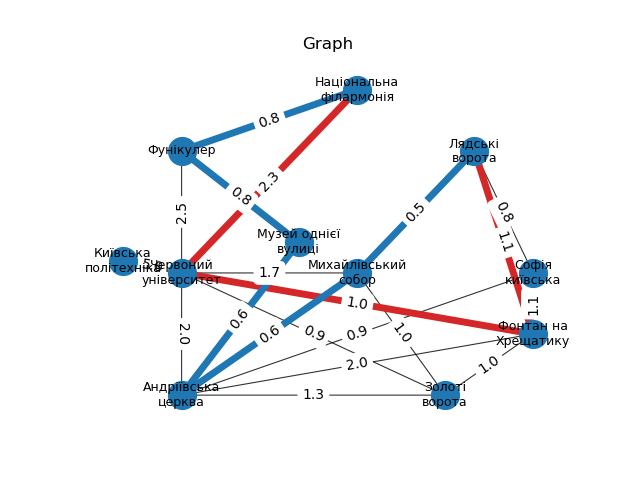 Graph
Національна
філармонія
0.8
Фунікулер
Лядські
ворота
2.3
0.8
2.5
0.5
0.8
Музей однієї
вулиці
1.1
Київська
політехніка
Червоний
університет
1.7
Михайлівський
собор
Софія
київська
1.0
1.1
0.6
0.6
0.9
0.9
1.0
Фонтан на
Хрещатику
2.0
2.0
1.0
Андріївська
церква
1.3
Золоті
ворота